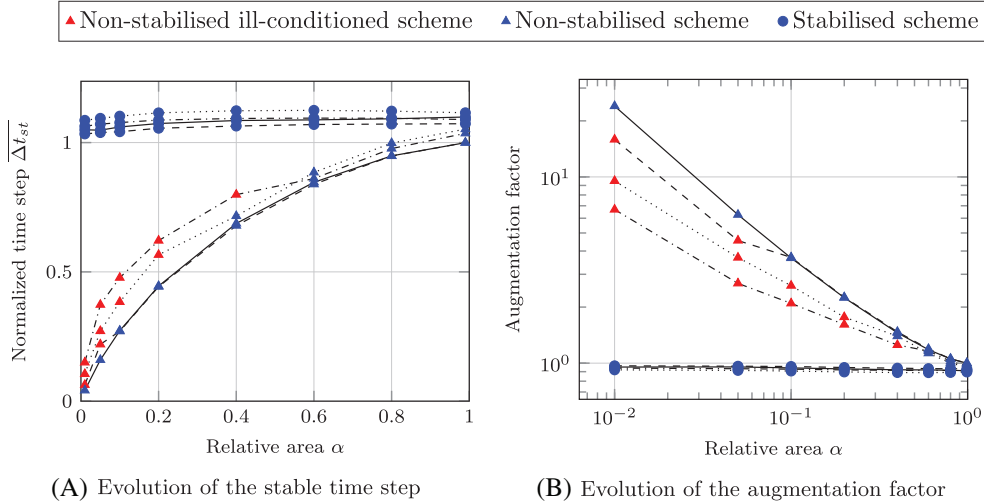 Non-stabilised ill-conditioned scheme Non-stabilised scheme Stabilised scheme
Normalized time step Δt_st
1
0.5
0
0 0.2 0.4 0.6 0.8 1
Relative area α
(A) Evolution of the stable time step
Augmentation factor
10^1
10^0
10^−2 10^−1 10^0
Relative area α
(B) Evolution of the augmentation factor